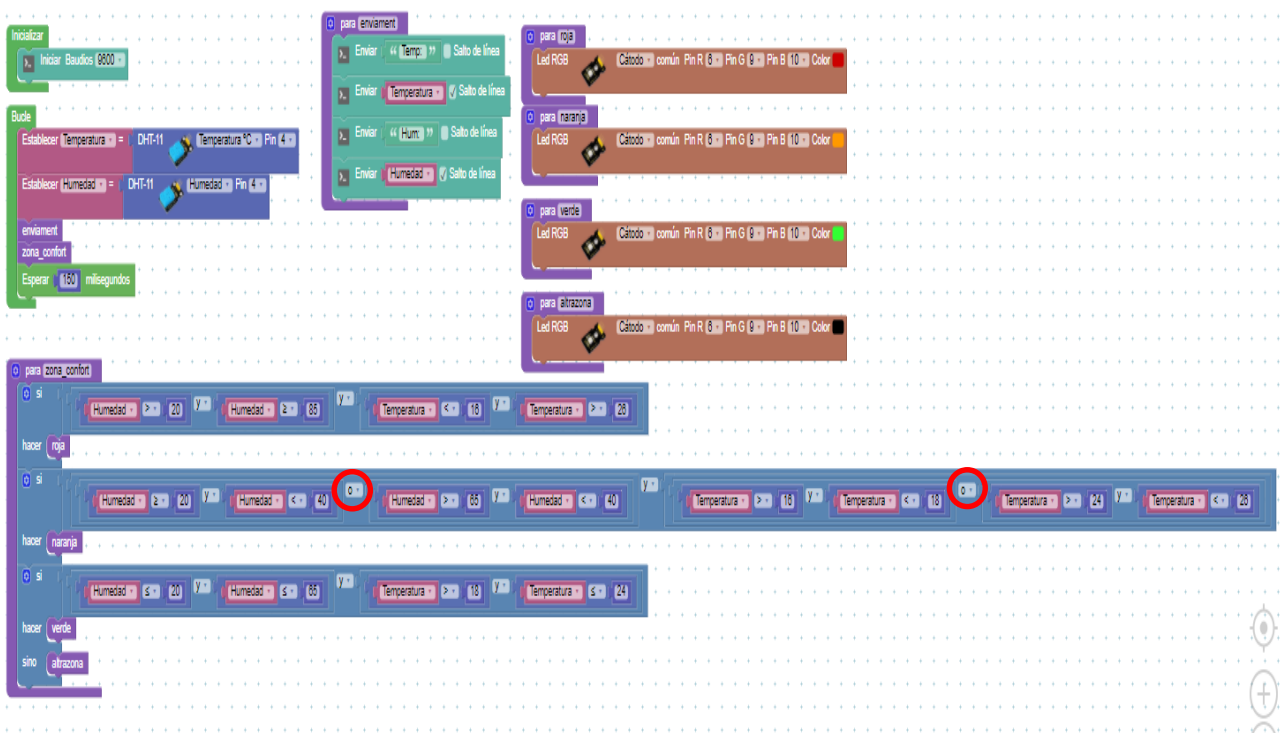 Inicializar
Iniciar Baudios 9600
Bucle
Establecer Temperatura = DHT-11 Temperatura ºC Pin 4
Establecer Humedad = DHT-11 Humedad Pin 4
enviament
zona_confort
Esperar 150 milisegundos
para enviament
Enviar “ Temp: ” Salto de línea
Enviar Temperatura Salto de línea
Enviar “ Hum: ” Salto de línea
Enviar Humedad Salto de línea
para roja
Led RGB Cátodo común Pin R 6 Pin G 9 Pin B 10 Color
para naranja
Led RGB Cátodo común Pin R 6 Pin G 9 Pin B 10 Color
para verde
Led RGB Cátodo común Pin R 6 Pin G 9 Pin B 10 Color
para altrazona
Led RGB Cátodo común Pin R 6 Pin G 9 Pin B 10 Color
para zona_confort
si Humedad > 20 y Humedad ≥ 85 y Temperatura < 16 y Temperatura > 26
hacer roja
si Humedad ≥ 20 y Humedad < 40 o Humedad > 65 y Humedad < 40 y Temperatura > 16 y Temperatura < 18 o Temperatura > 24 y Temperatura < 26
hacer naranja
si Humedad ≤ 20 y Humedad ≤ 65 y Temperatura > 18 y Temperatura ≤ 24
hacer verde
sino altrazona